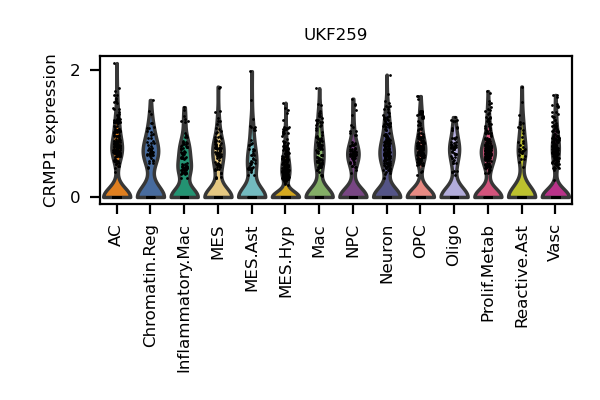 UKF259
CRMP1 expression
2
0
AC
Chromatin.Reg
Inflammatory.Mac
MES
MES.Ast
MES.Hyp
Mac
NPC
Neuron
OPC
Oligo
Prolif.Metab
Reactive.Ast
Vasc